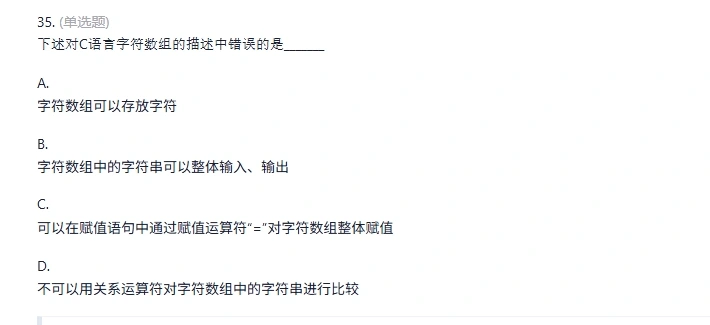 35. (单选题)
下述对C语言字符数组的描述中错误的是______
A.
字符数组可以存放字符
B.
字符数组中的字符串可以整体输入、输出
C.
可以在赋值语句中通过赋值运算符“=”对字符数组整体赋值
D.
不可以用关系运算符对字符数组中的字符串进行比较